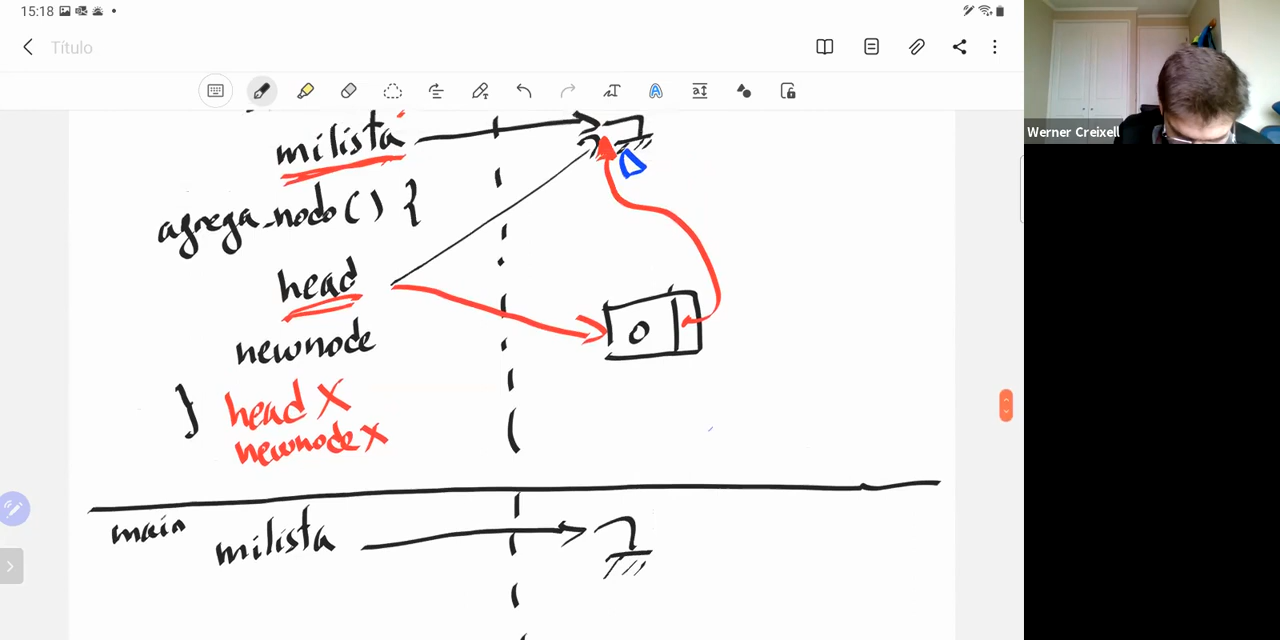 15:18
Título
milista
agrega_nodo() {
head
0
newnode
} head X
newnode X
main milista
Werner Creixell